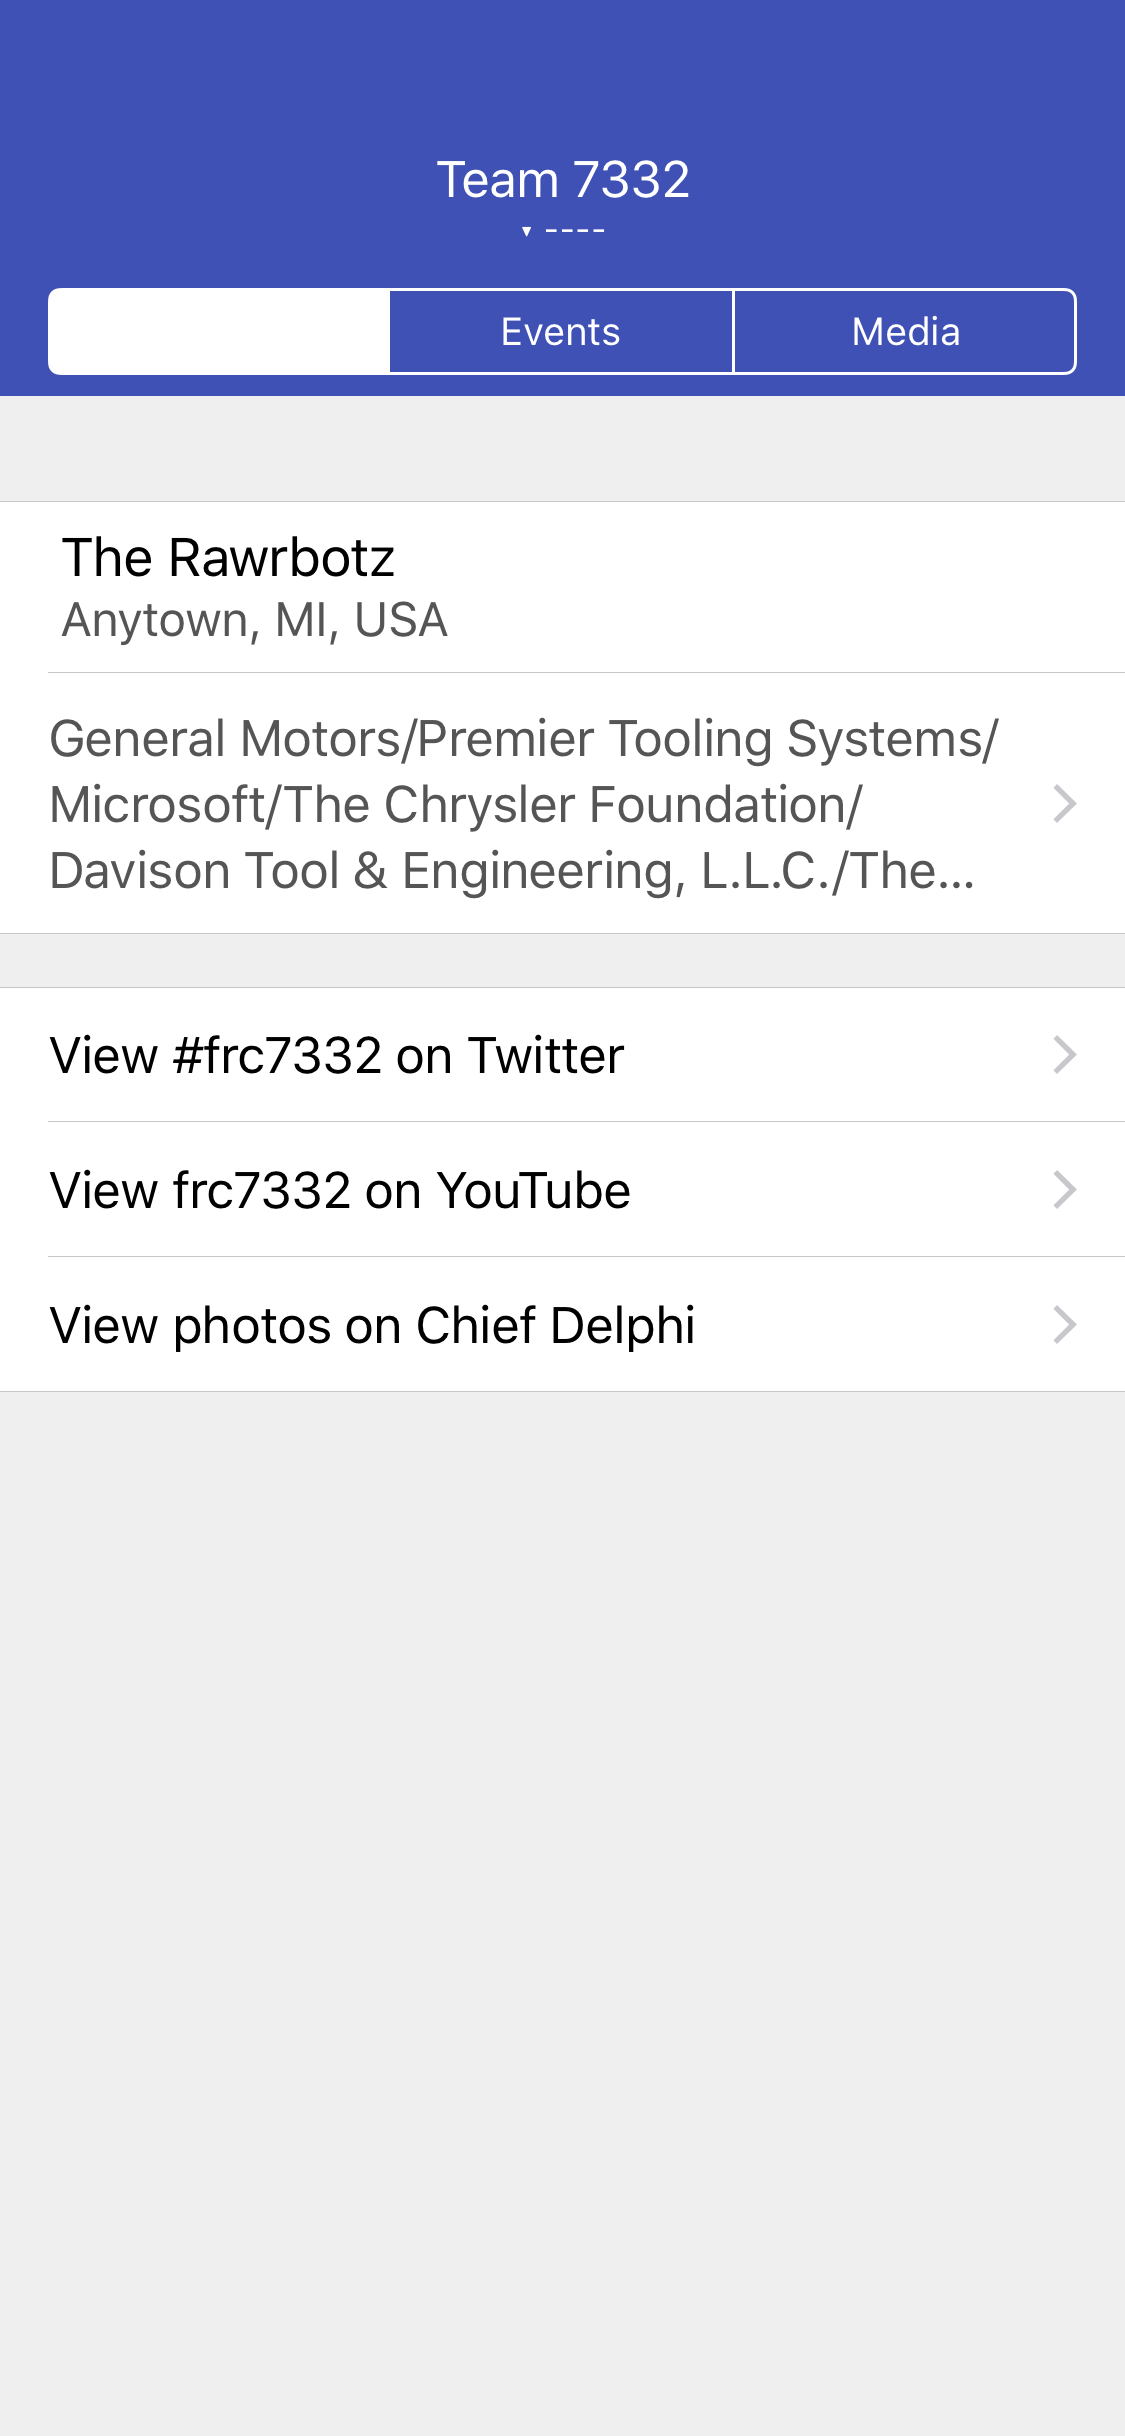 Team 7332
▾ ----
Events
Media
The Rawrbotz
Anytown, MI, USA
General Motors/Premier Tooling Systems/
Microsoft/The Chrysler Foundation/
Davison Tool & Engineering, L.L.C./The...
View #frc7332 on Twitter
View frc7332 on YouTube
View photos on Chief Delphi